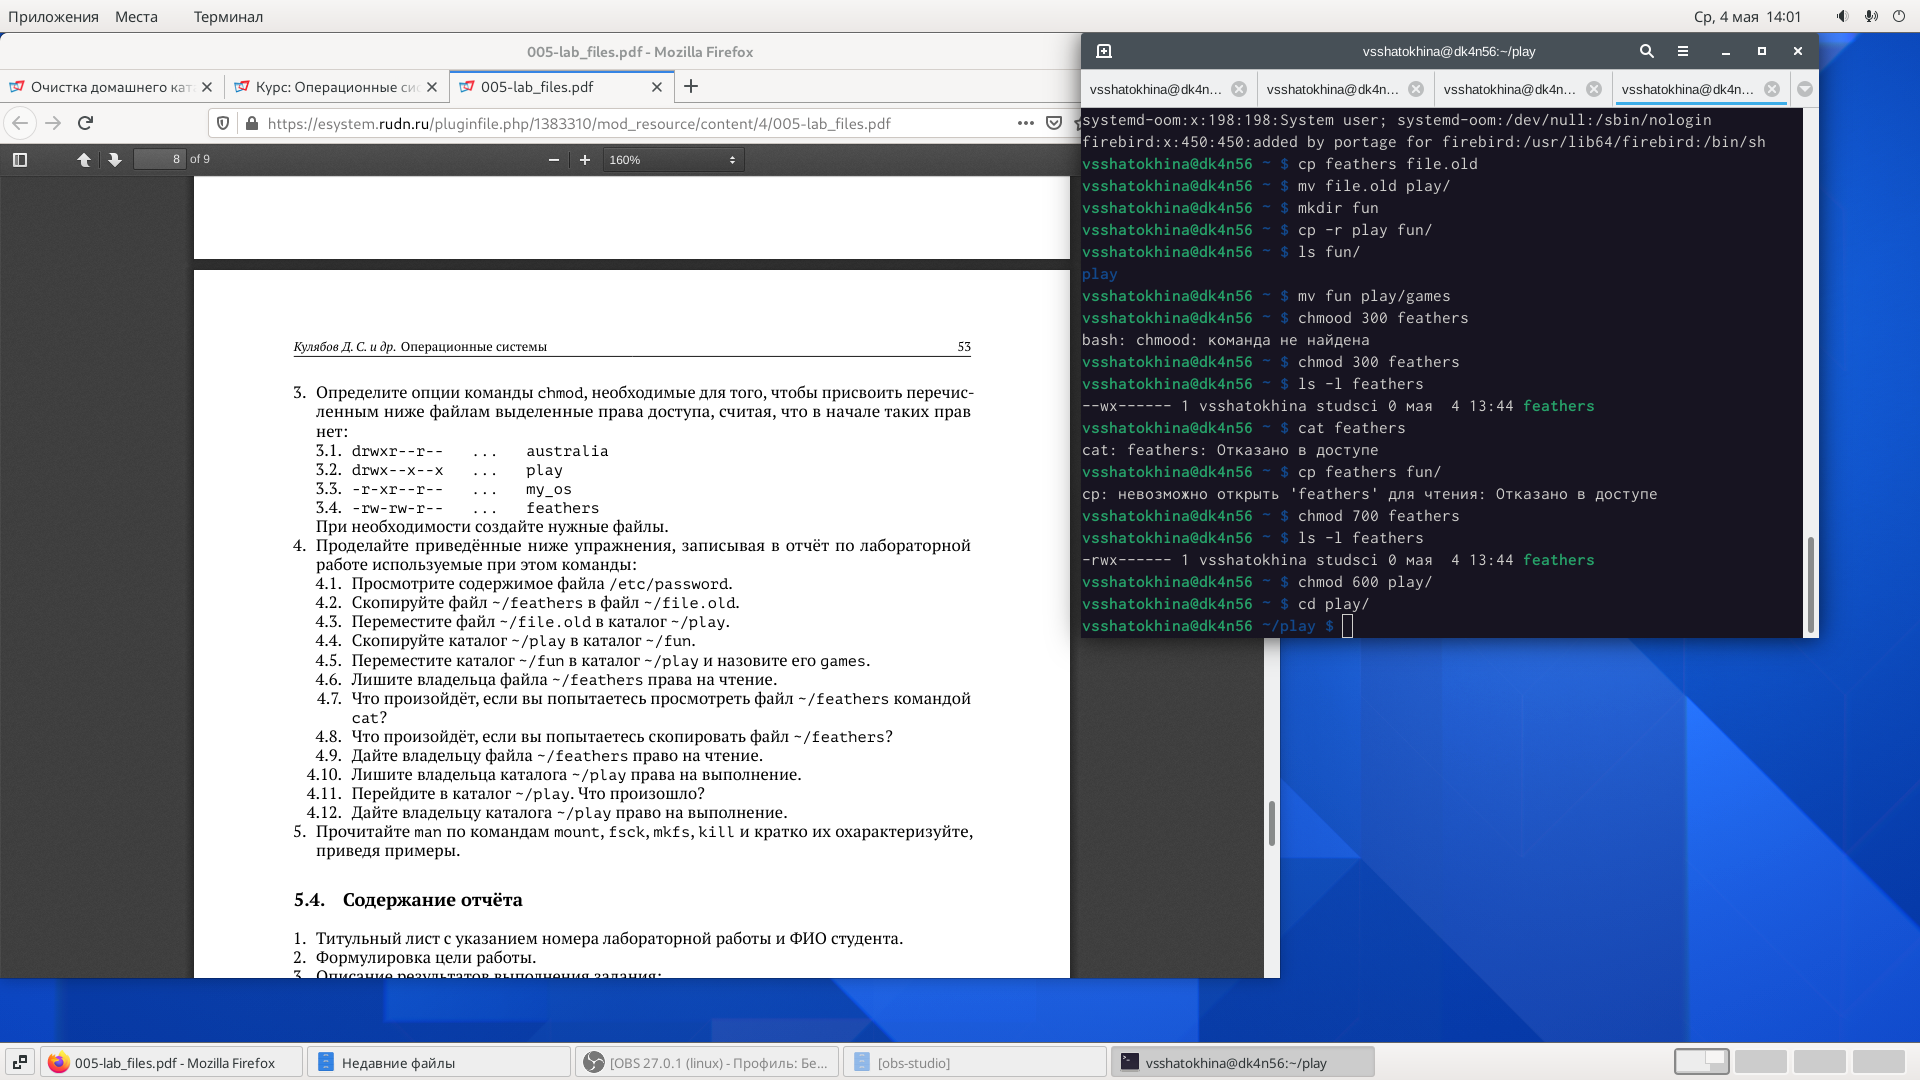 Приложения Места Терминал Ср, 4 мая 14:01
005-lab_files.pdf - Mozilla Firefox
Очистка домашнего кат
Курс: Операционные сис
005-lab_files.pdf
https://esystem.rudn.ru/pluginfile.php/1383310/mod_resource/content/4/005-lab_files.pdf
8 of 9
160%
Кулябов Д. С. и др. Операционные системы 53
3. Определите опции команды chmod, необходимые для того, чтобы присвоить перечис-
ленным ниже файлам выделенные права доступа, считая, что в начале таких прав
нет:
3.1. drwxr--r-- ... australia
3.2. drwx--x--x ... play
3.3. -r-xr--r-- ... my_os
3.4. -rw-rw-r-- ... feathers
При необходимости создайте нужные файлы.
4. Проделайте приведённые ниже упражнения, записывая в отчёт по лабораторной
работе используемые при этом команды:
4.1. Просмотрите содержимое файла /etc/password.
4.2. Скопируйте файл ~/feathers в файл ~/file.old.
4.3. Переместите файл ~/file.old в каталог ~/play.
4.4. Скопируйте каталог ~/play в каталог ~/fun.
4.5. Переместите каталог ~/fun в каталог ~/play и назовите его games.
4.6. Лишите владельца файла ~/feathers права на чтение.
4.7. Что произойдёт, если вы попытаетесь просмотреть файл ~/feathers командой
cat?
4.8. Что произойдёт, если вы попытаетесь скопировать файл ~/feathers?
4.9. Дайте владельцу файла ~/feathers право на чтение.
4.10. Лишите владельца каталога ~/play права на выполнение.
4.11. Перейдите в каталог ~/play. Что произошло?
4.12. Дайте владельцу каталога ~/play право на выполнение.
5. Прочитайте man по командам mount, fsck, mkfs, kill и кратко их охарактеризуйте,
приведя примеры.
5.4. Содержание отчёта
1. Титульный лист с указанием номера лабораторной работы и ФИО студента.
2. Формулировка цели работы.
3. Описание результатов выполнения задания:
vsshatokhina@dk4n56:~/play
vsshatokhina@dk4n...
vsshatokhina@dk4n...
vsshatokhina@dk4n...
vsshatokhina@dk4n...
systemd-oom:x:198:198:System user; systemd-oom:/dev/null:/sbin/nologin
firebird:x:450:450:added by portage for firebird:/usr/lib64/firebird:/bin/sh
vsshatokhina@dk4n56 ~ $ cp feathers file.old
vsshatokhina@dk4n56 ~ $ mv file.old play/
vsshatokhina@dk4n56 ~ $ mkdir fun
vsshatokhina@dk4n56 ~ $ cp -r play fun/
vsshatokhina@dk4n56 ~ $ ls fun/
play
vsshatokhina@dk4n56 ~ $ mv fun play/games
vsshatokhina@dk4n56 ~ $ chmood 300 feathers
bash: chmood: команда не найдена
vsshatokhina@dk4n56 ~ $ chmod 300 feathers
vsshatokhina@dk4n56 ~ $ ls -l feathers
--wx------ 1 vsshatokhina studsci 0 мая  4 13:44 feathers
vsshatokhina@dk4n56 ~ $ cat feathers
cat: feathers: Отказано в доступе
vsshatokhina@dk4n56 ~ $ cp feathers fun/
cp: невозможно открыть 'feathers' для чтения: Отказано в доступе
vsshatokhina@dk4n56 ~ $ chmod 700 feathers
vsshatokhina@dk4n56 ~ $ ls -l feathers
-rwx------ 1 vsshatokhina studsci 0 мая  4 13:44 feathers
vsshatokhina@dk4n56 ~ $ chmod 600 play/
vsshatokhina@dk4n56 ~ $ cd play/
vsshatokhina@dk4n56 ~/play $
005-lab_files.pdf - Mozilla Firefox
Недавние файлы
[OBS 27.0.1 (linux) - Профиль: Бе...
[obs-studio]
vsshatokhina@dk4n56:~/play